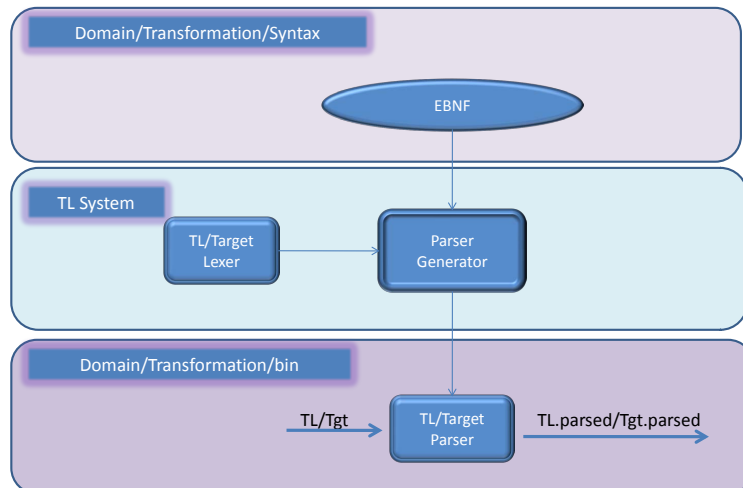 Domain/Transformation/Syntax
EBNF
TL System
TL/Target
Lexer
Parser
Generator
Domain/Transformation/bin
TL/Tgt
TL/Target
Parser
TL.parsed/Tgt.parsed